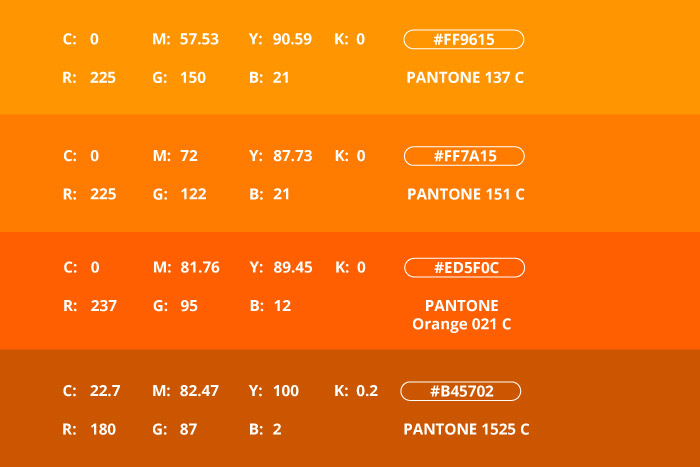 C: 0 M: 57.53 Y: 90.59 K: 0 #FF9615
R: 225 G: 150 B: 21 PANTONE 137 C
C: 0 M: 72 Y: 87.73 K: 0 #FF7A15
R: 225 G: 122 B: 21 PANTONE 151 C
C: 0 M: 81.76 Y: 89.45 K: 0 #ED5F0C
R: 237 G: 95 B: 12 PANTONE
Orange 021 C
C: 22.7 M: 82.47 Y: 100 K: 0.2 #B45702
R: 180 G: 87 B: 2 PANTONE 1525 C